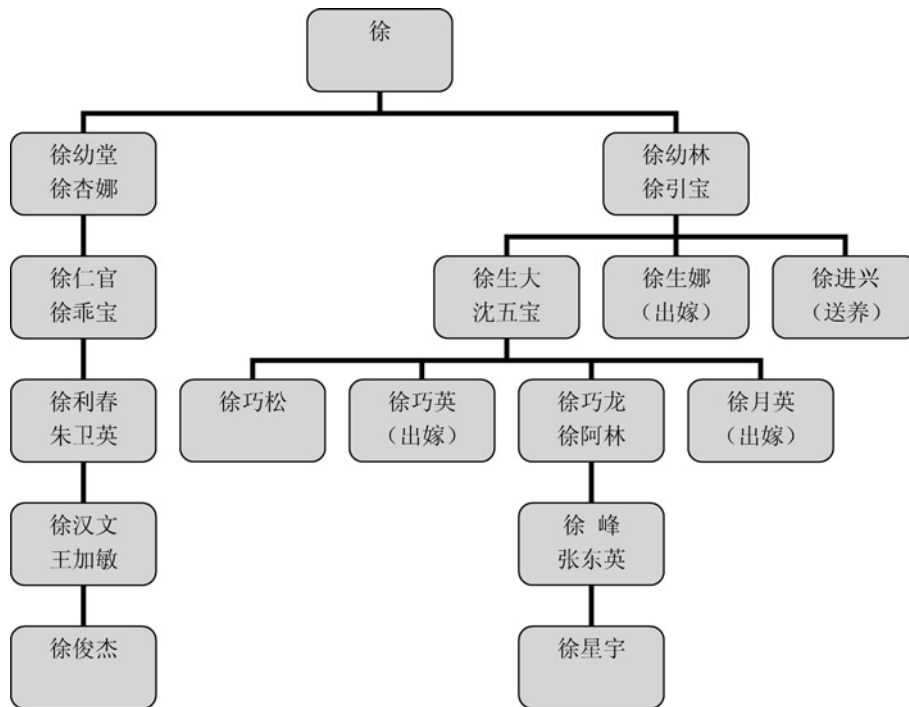 徐
徐幼堂
徐杏娜
徐幼林
徐引宝
徐仁官
徐乖宝
徐生大
沈五宝
徐生娜
（出嫁）
徐进兴
（送养）
徐利春
朱卫英
徐巧松
徐巧英
（出嫁）
徐巧龙
徐阿林
徐月英
（出嫁）
徐汉文
王加敏
徐 峰
张东英
徐俊杰
徐星宇